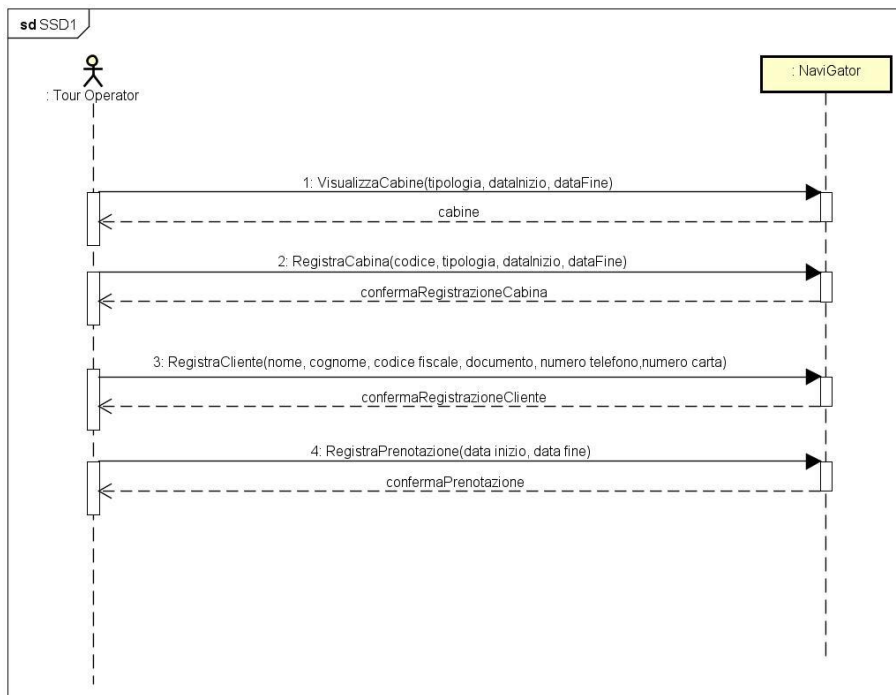 sd SSD1
: Tour Operator
: NaviGator
1: VisualizzaCabine(tipologia, dataInizio, dataFine)
cabine
2: RegistraCabina(codice, tipologia, dataInizio, dataFine)
confermaRegistrazioneCabina
3: RegistraCliente(nome, cognome, codice fiscale, documento, numero telefono,numero carta)
confermaRegistrazioneCliente
4: RegistraPrenotazione(data inizio, data fine)
confermaPrenotazione